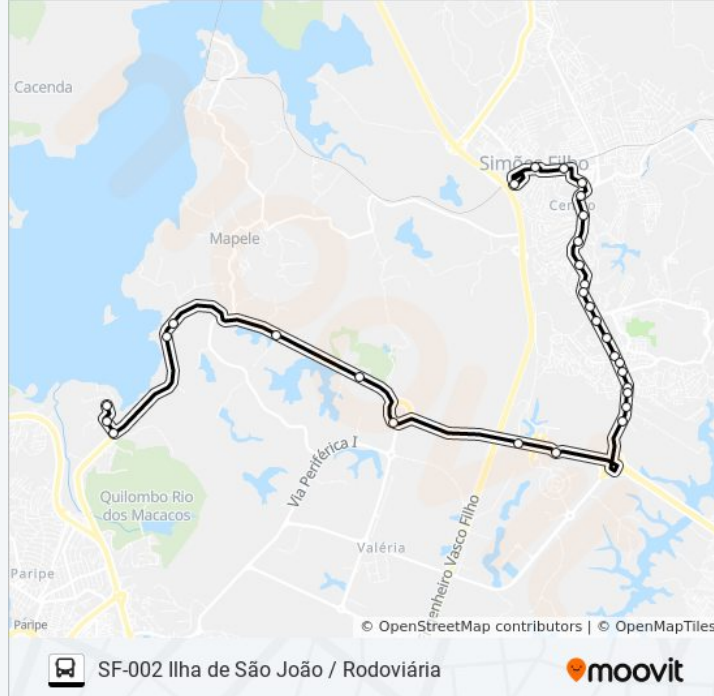 Cacenda
Simões Filho
Centro
Mapele
Via Periférica I
Quilombo Rio
dos Macacos
enheiro Vasco Filho
Valéria
Paripe
Paripe
© OpenStreetMap contributors | © OpenMapTiles
SF-002 Ilha de São João / Rodoviária
moovit